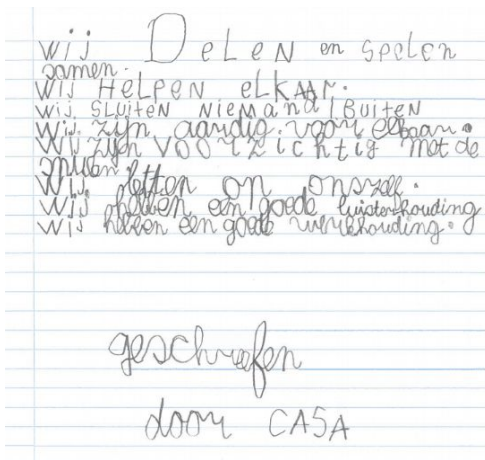 wij DeLeN en spelen
samen.
Wij HELPEN eLKAAR.
wij SLUiTEN NieMand BUiTEN
Wij zijn aardig voor elkaar.
Wij zijn VOORZiCHtig met de
spullen
Wij letten op onszelf.
Wij hebben een goede luisterhouding
Wij hebben een goede werkhouding.
geschreefen
door CASA